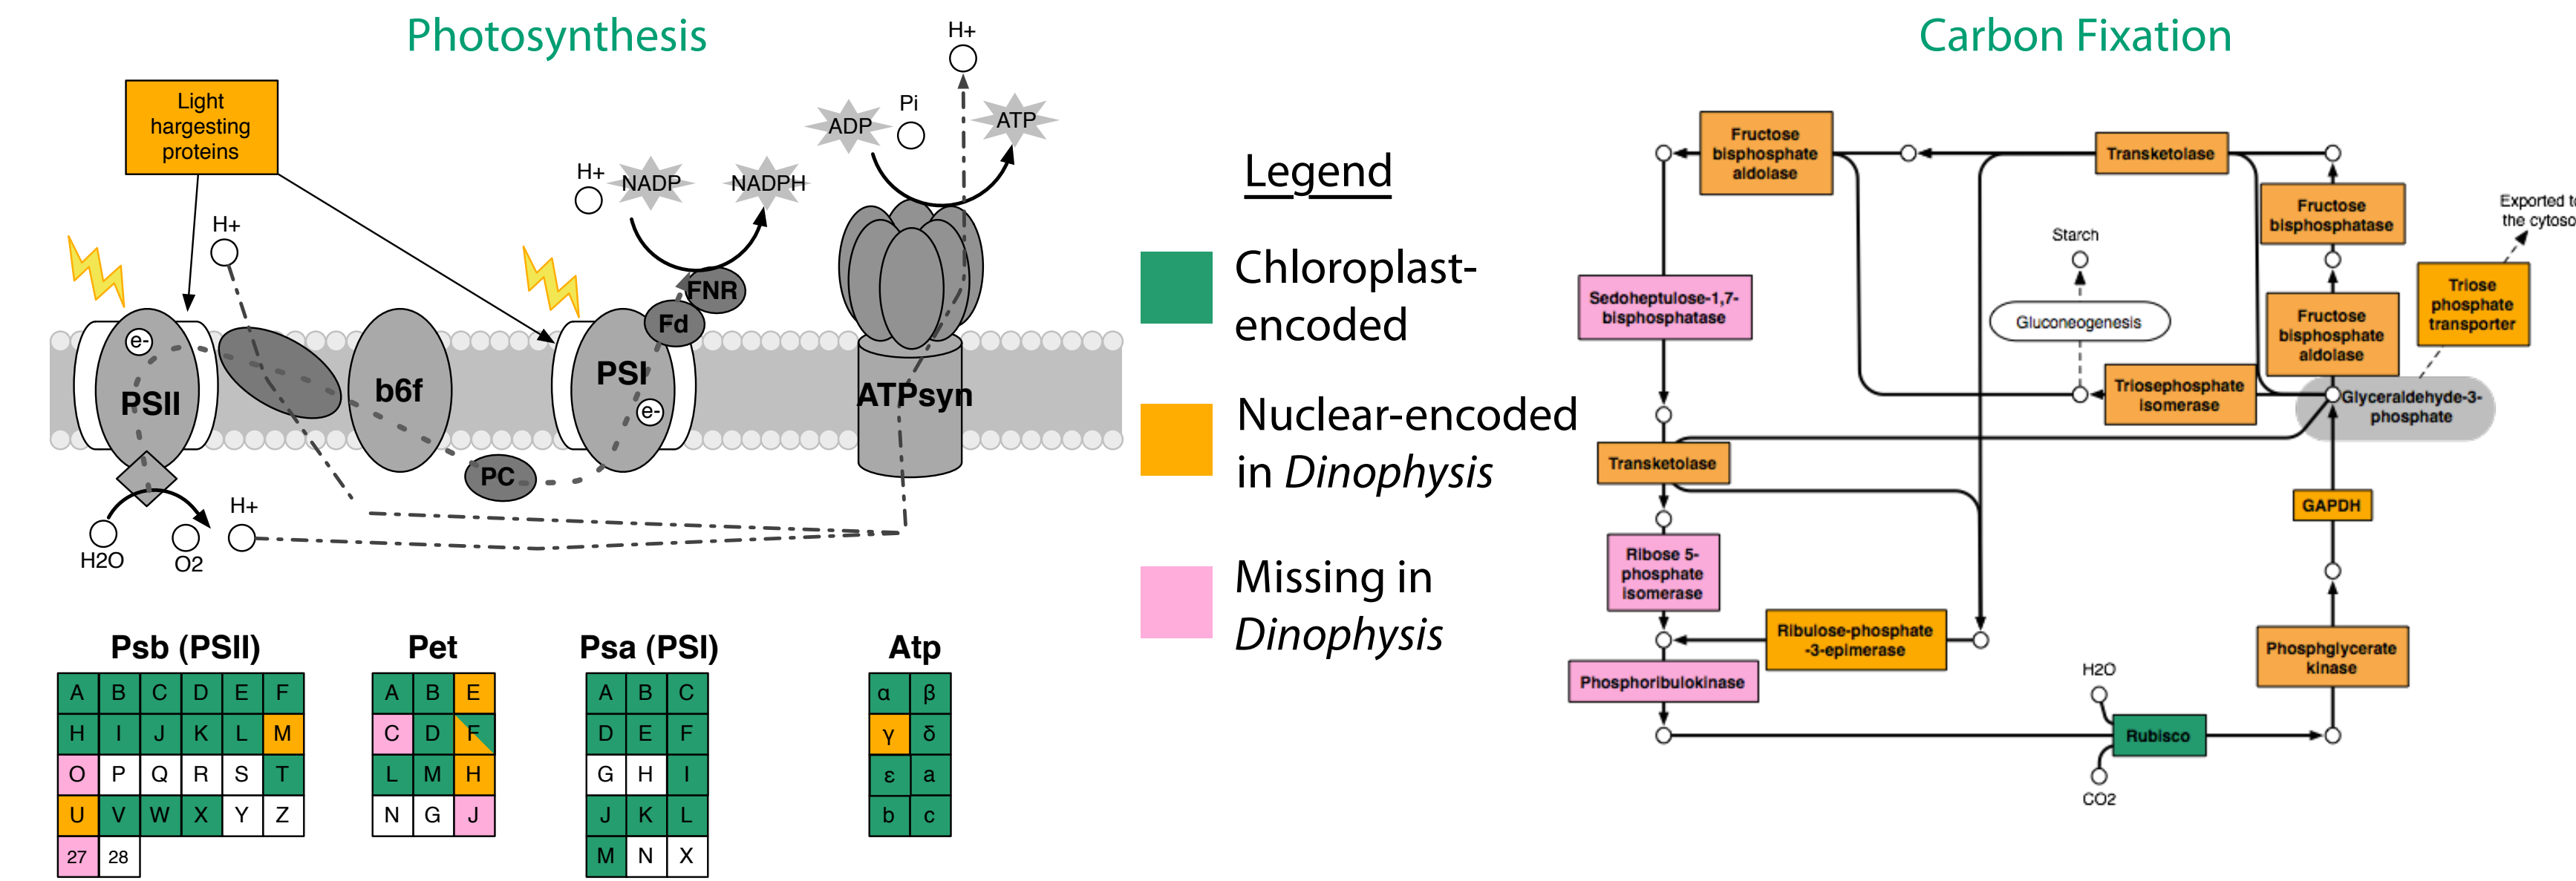 Photosynthesis
Carbon Fixation
Light
hargesting
proteins
H+
H+
NADP
NADPH
ADP
Pi
H+
ATP
FNR
Fd
e-
PSII
b6f
PSI
e-
ATPsyn
PC
H2O
O2
H+
Psb (PSII)
A B C D E F
H I J K L M
O P Q R S T
U V W X Y Z
27 28
Pet
A B E
C D F
L M H
N G J
Psa (PSI)
A B C
D E F
G H I
J K L
M N X
Atp
α β
γ δ
ε a
b c
Legend
Chloroplast-
encoded
Nuclear-encoded
in Dinophysis
Missing in
Dinophysis
Fructose
bisphosphate
aldolase
Transketolase
Fructose
bisphosphatase
Exported to
the cytoso
Starch
Gluconeogenesis
Sedoheptulose-1,7-
bisphosphatase
Fructose
bisphosphate
aldolase
Triose
phosphate
transporter
Triosephosphate
isomerase
Glyceraldehyde-3-
phosphate
Transketolase
GAPDH
Ribose 5-
phosphate
isomerase
Ribulose-phosphate
-3-epimerase
Phosphoribulokinase
Phosphglycerate
kinase
H2O
Rubisco
CO2